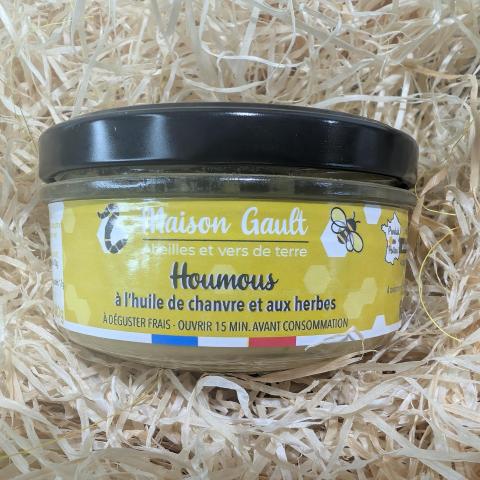 Maison Gault
Abeilles et vers de terre
Houmous
à l'huile de chanvre et aux herbes
À DÉGUSTER FRAIS - OUVRIR 15 MIN. AVANT CONSOMMATION